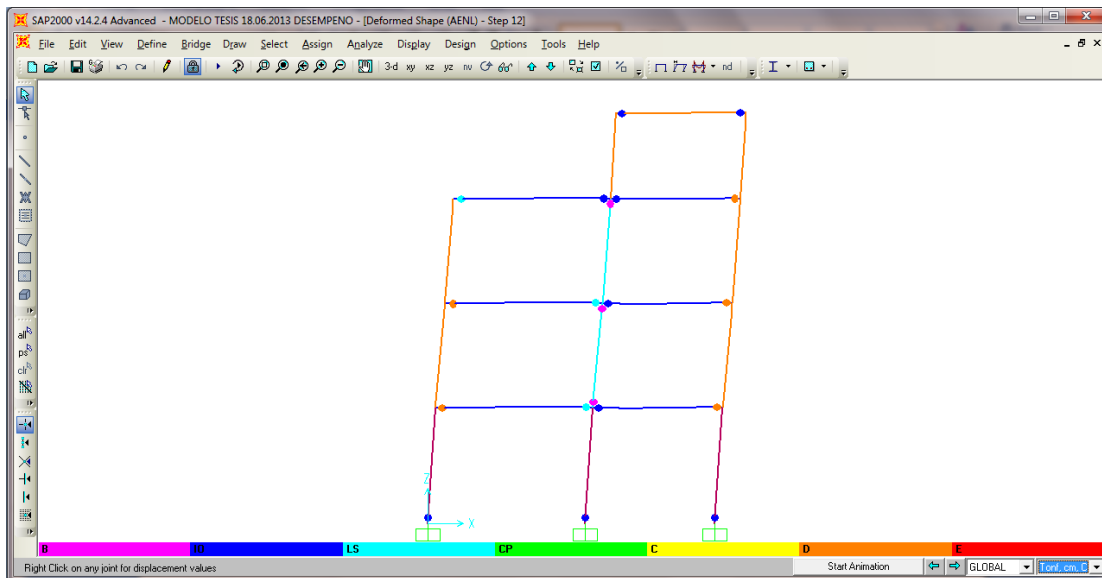 SAP2000 v14.2.4 Advanced - MODELO TESIS 18.06.2013 DESEMPENO - [Deformed Shape (AENL) - Step 12]
File Edit View Define Bridge Draw Select Assign Analyze Display Design Options Tools Help
3-d xy xz yz nv nd
all
ps
clr
Z
X
B IO LS CP C D E
Right Click on any joint for displacement values Start Animation GLOBAL Tonf, cm, C